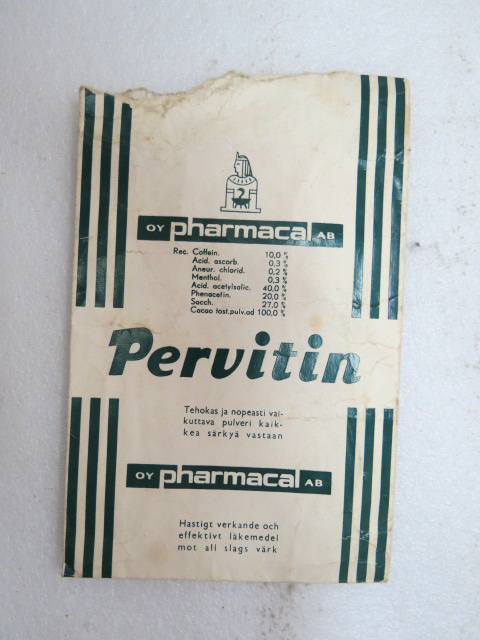 OY pharmacal AB
Rec. Coffein. 10,0 %
Acid. ascorb. 0,3 %
Aneur. chlorid. 0,2 %
Menthol. 0,3 %
Acid. acetylsalic. 40,0 %
Phenacetin. 20,0 %
Sacch. 27,0 %
Cacao tost.pulv.ad 100,0 %
Pervitin
Tehokas ja nopeasti vai-
kuttava pulveri kaik-
kea särkyä vastaan
OY pharmacal AB
Hastigt verkande och
effektivt läkemedel
mot all slags värk